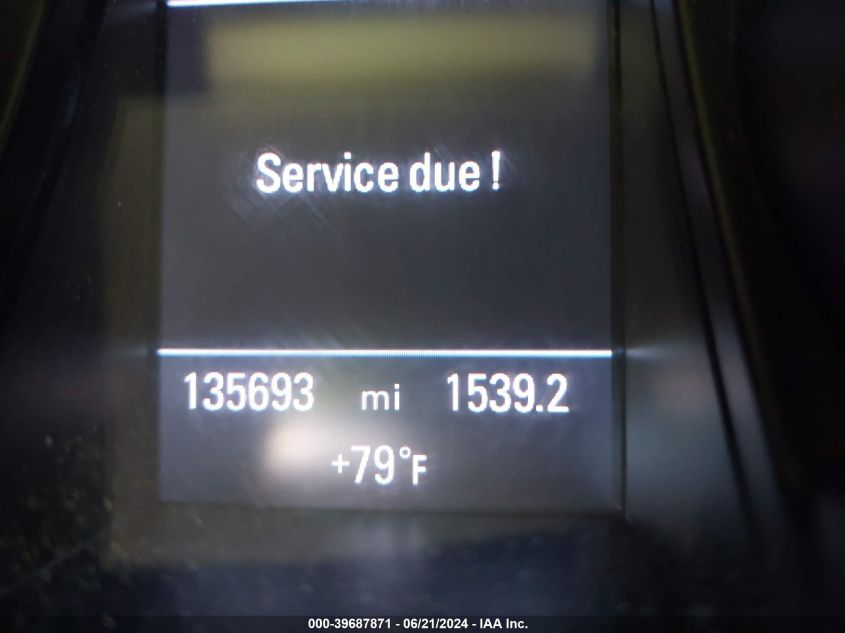 Service due!
135693 mi 1539.2
+79°F
000-39687871 - 06/21/2024 - IAA Inc.